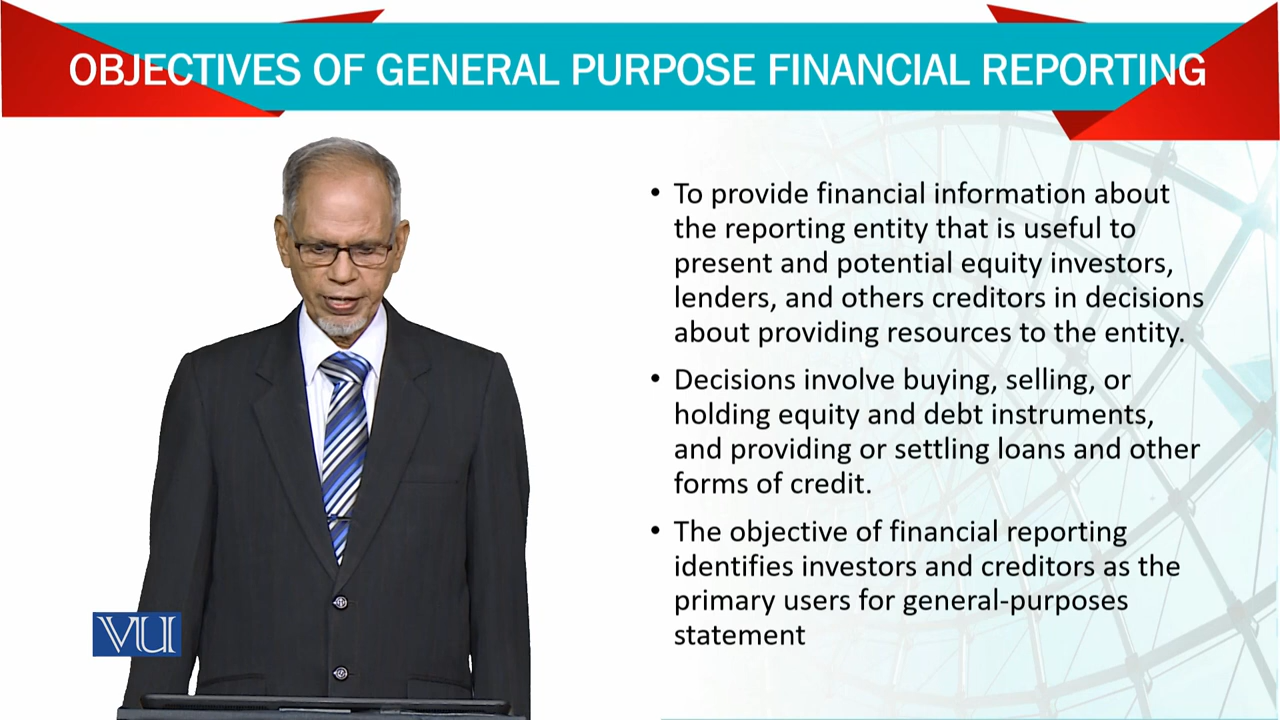 OBJECTIVES OF GENERAL PURPOSE FINANCIAL REPORTING
• To provide financial information about
the reporting entity that is useful to
present and potential equity investors,
lenders, and others creditors in decisions
about providing resources to the entity.
• Decisions involve buying, selling, or
holding equity and debt instruments,
and providing or settling loans and other
forms of credit.
• The objective of financial reporting
identifies investors and creditors as the
primary users for general-purposes
statement
VU